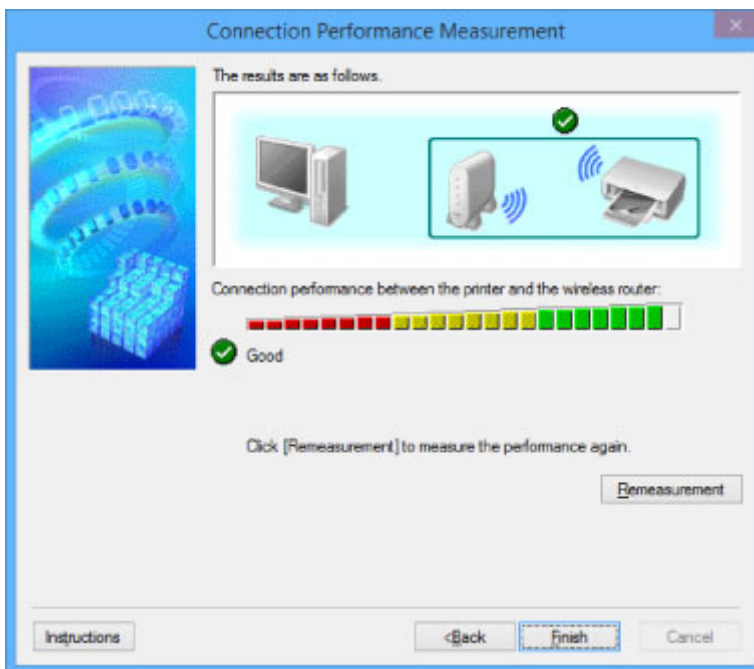 Connection Performance Measurement
The results are as follows.
Connection performance between the printer and the wireless router:
Good
Click [Remeasurement] to measure the performance again.
Remeasurement
Instructions
<Back
Finish
Cancel